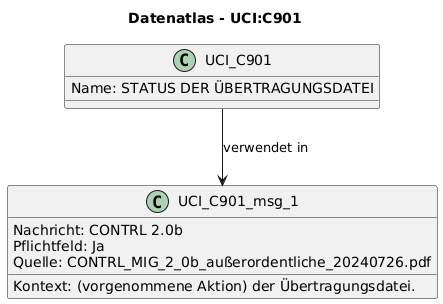 Datenatlas - UCI:C901
C UCI_C901
Name: STATUS DER ÜBERTRAGUNGSDATEI
verwendet in
C UCI_C901_msg_1
Nachricht: CONTRL 2.0b
Pflichtfeld: Ja
Quelle: CONTRL_MIG_2_0b_außerordentliche_20240726.pdf
Kontext: (vorgenommene Aktion) der Übertragungsdatei.